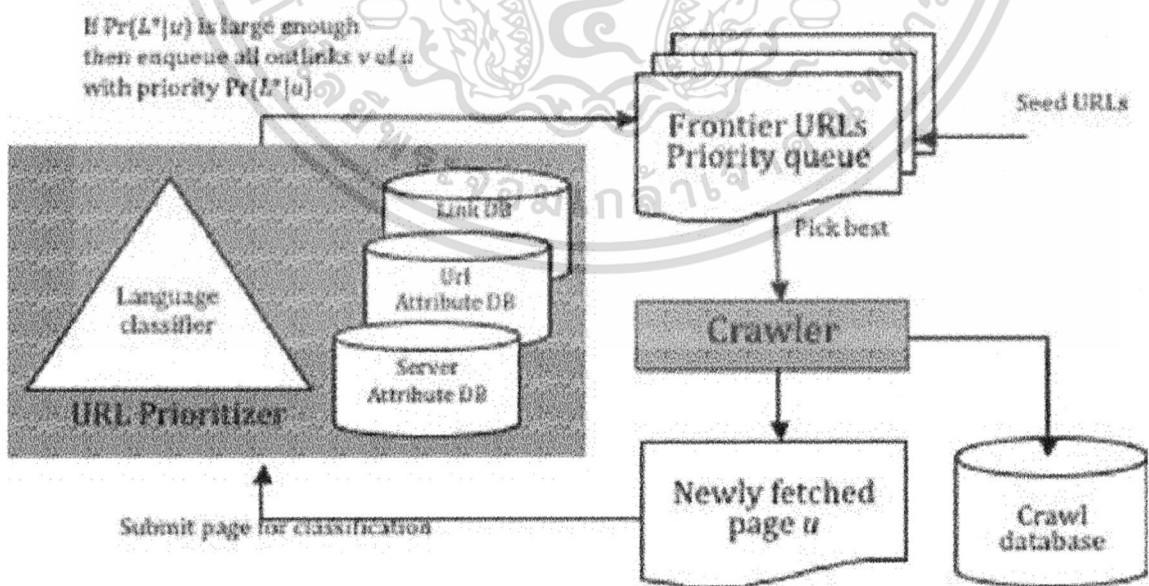 If Pr(L*|u) is large enough
then enqueue all outlinks v of u
with priority Pr(L*|u)
Frontier URLs
Priority queue
Seed URLs
Pick best
Link DB
Url
Attribute DB
Server
Attribute DB
Language
classifier
URL Prioritizer
Crawler
Newly fetched
page u
Crawl
database
Submit page for classification